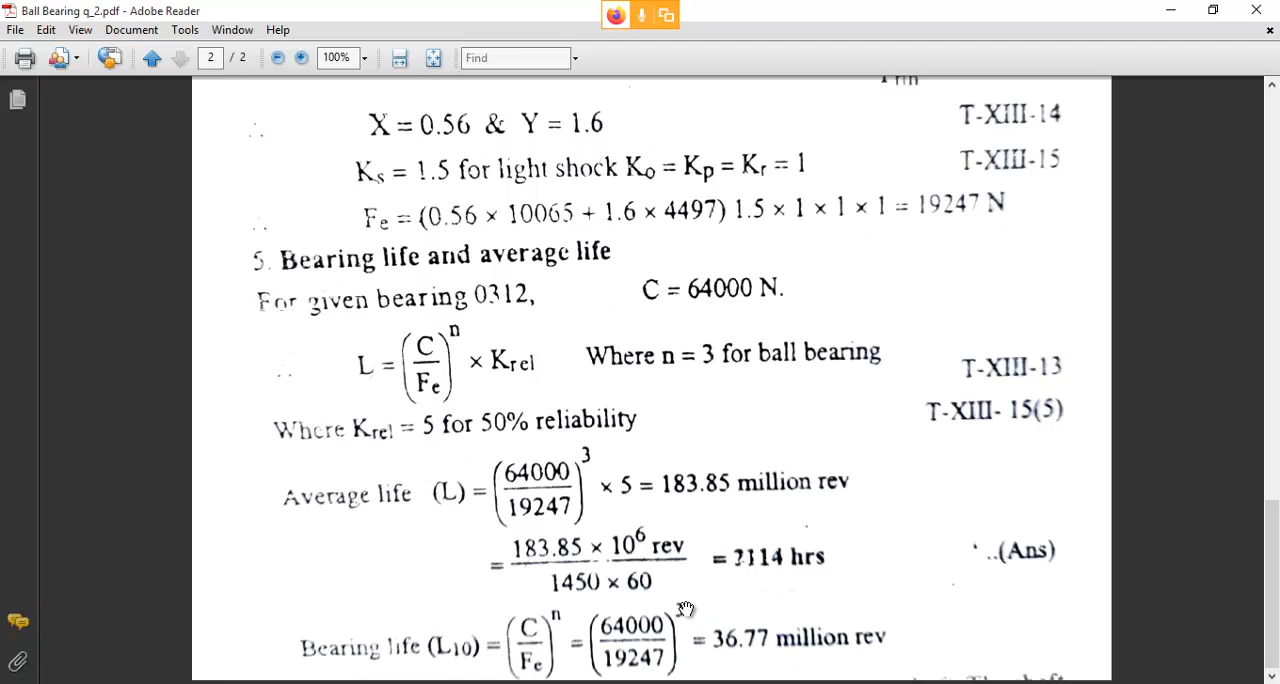 Ball Bearing q_2.pdf - Adobe Reader
File Edit View Document Tools Window Help
2 / 2 100% Find
∴ X = 0.56 & Y = 1.6 T-XIII-14
Ks = 1.5 for light shock Ko = Kp = Kr = 1 T-XIII-15
∴ Fe = (0.56 × 10065 + 1.6 × 4497) 1.5 × 1 × 1 × 1 = 19247 N
5. Bearing life and average life
For given bearing 0312, C = 64000 N.
∴ L = (C/Fe)^n × Krel Where n = 3 for ball bearing T-XIII-13
Where Krel = 5 for 50% reliability T-XIII- 15(5)
Average life (L) = (64000/19247)^3 × 5 = 183.85 million rev
= 183.85 × 10^6 rev / 1450 × 60 = 2114 hrs ..(Ans)
Bearing life (L10) = (C/Fe)^n = (64000/19247)^3 = 36.77 million rev